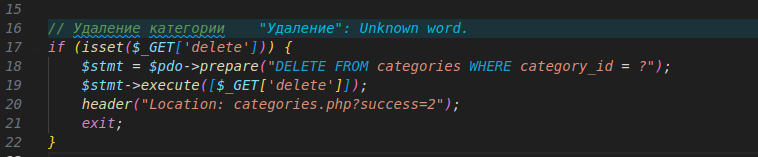 15
16 // Удаление категории "Удаление": Unknown word.
17 if (isset($_GET['delete'])) {
18 $stmt = $pdo->prepare("DELETE FROM categories WHERE category_id = ?");
19 $stmt->execute([$_GET['delete']]);
20 header("Location: categories.php?success=2");
21 exit;
22 }